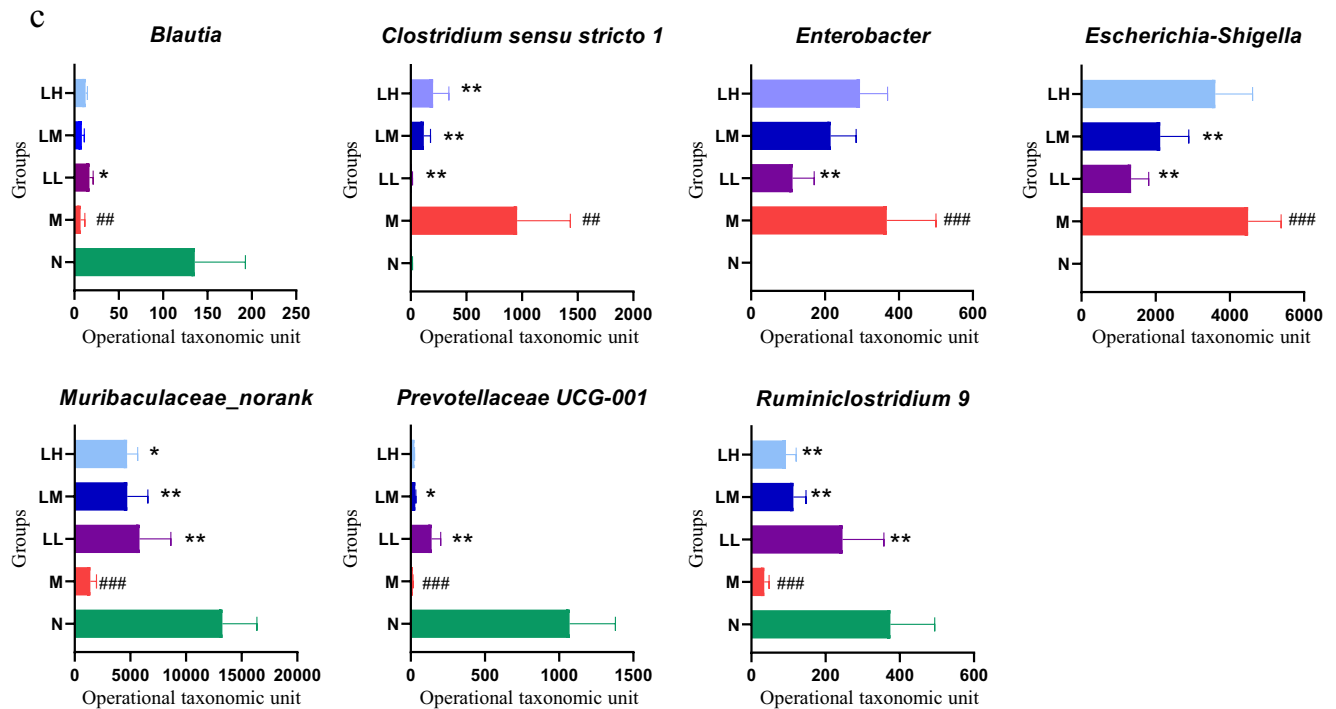 c
Blautia
Clostridium sensu stricto 1
Enterobacter
Escherichia-Shigella
Groups
LH
LM
LL *
M ##
N
0 50 100 150 200 250
Operational taxonomic unit
Groups
LH **
LM **
LL **
M ##
N
0 500 1000 1500 2000
Operational taxonomic unit
Groups
LH
LM
LL **
M ###
N
0 200 400 600
Operational taxonomic unit
Groups
LH
LM **
LL **
M ###
N
0 2000 4000 6000
Operational taxonomic unit
Muribaculaceae_norank
Prevotellaceae UCG-001
Ruminiclostridium 9
Groups
LH *
LM **
LL **
M ###
N
0 5000 10000 15000 20000
Operational taxonomic unit
Groups
LH
LM *
LL **
M ###
N
0 500 1000 1500
Operational taxonomic unit
Groups
LH **
LM **
LL **
M ###
N
0 200 400 600
Operational taxonomic unit